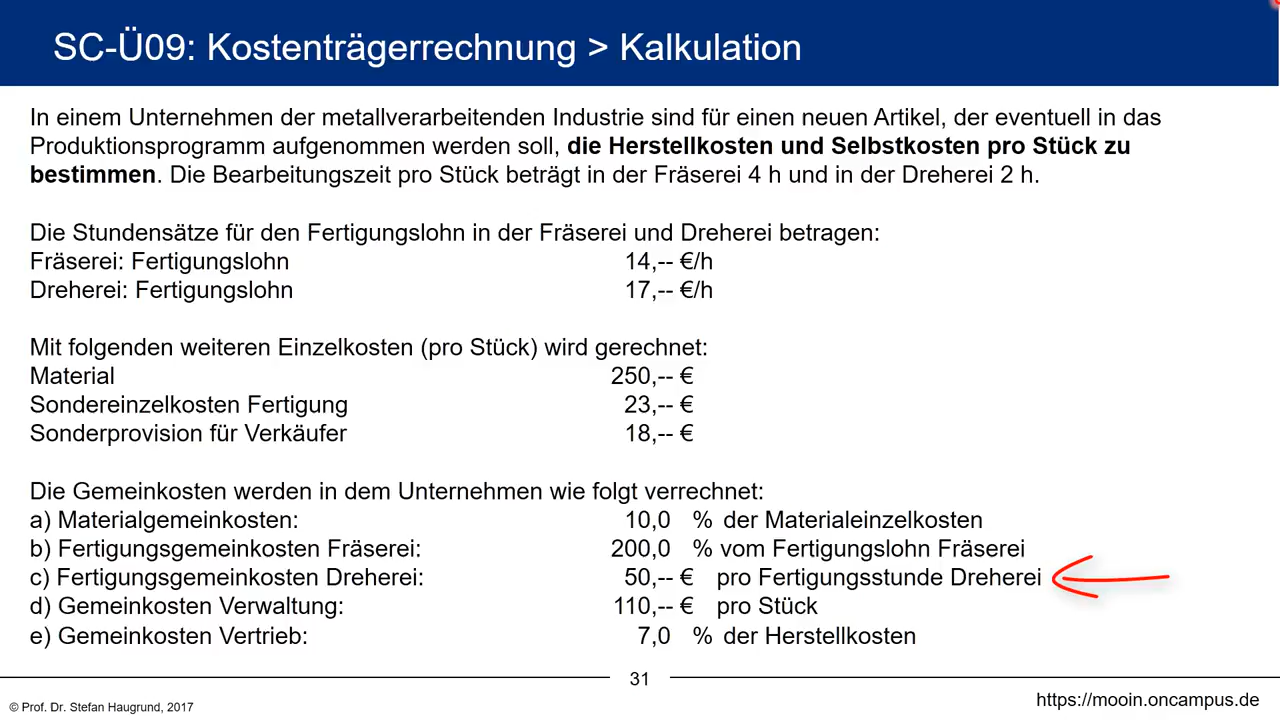 SC-Ü09: Kostenträgerrechnung > Kalkulation
In einem Unternehmen der metallverarbeitenden Industrie sind für einen neuen Artikel, der eventuell in das
Produktionsprogramm aufgenommen werden soll, die Herstellkosten und Selbstkosten pro Stück zu
bestimmen. Die Bearbeitungszeit pro Stück beträgt in der Fräserei 4 h und in der Dreherei 2 h.
Die Stundensätze für den Fertigungslohn in der Fräserei und Dreherei betragen:
Fräserei: Fertigungslohn 14,-- €/h
Dreherei: Fertigungslohn 17,-- €/h
Mit folgenden weiteren Einzelkosten (pro Stück) wird gerechnet:
Material 250,-- €
Sondereinzelkosten Fertigung 23,-- €
Sonderprovision für Verkäufer 18,-- €
Die Gemeinkosten werden in dem Unternehmen wie folgt verrechnet:
a) Materialgemeinkosten: 10,0 % der Materialeinzelkosten
b) Fertigungsgemeinkosten Fräserei: 200,0 % vom Fertigungslohn Fräserei
c) Fertigungsgemeinkosten Dreherei: 50,-- € pro Fertigungsstunde Dreherei
d) Gemeinkosten Verwaltung: 110,-- € pro Stück
e) Gemeinkosten Vertrieb: 7,0 % der Herstellkosten
31
© Prof. Dr. Stefan Haugrund, 2017
https://mooin.oncampus.de